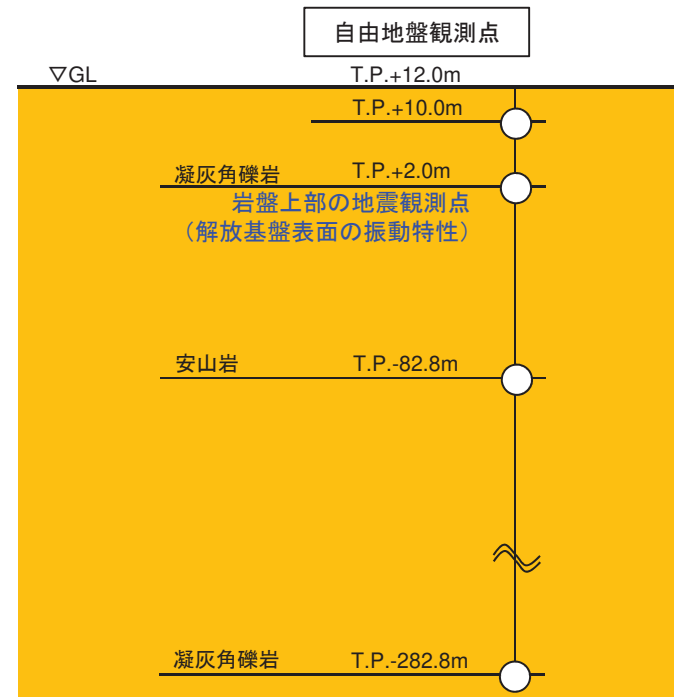 自由地盤観測点
▽GL T.P.+12.0m
T.P.+10.0m
凝灰角礫岩 T.P.+2.0m
岩盤上部の地震観測点
(解放基盤表面の振動特性)
安山岩 T.P.-82.8m
凝灰角礫岩 T.P.-282.8m